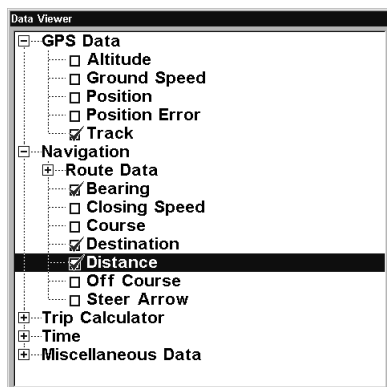 Data Viewer
GPS Data
Altitude
Ground Speed
Position
Position Error
Track
Navigation
Route Data
Bearing
Closing Speed
Course
Destination
Distance
Off Course
Steer Arrow
Trip Calculator
Time
Miscellaneous Data